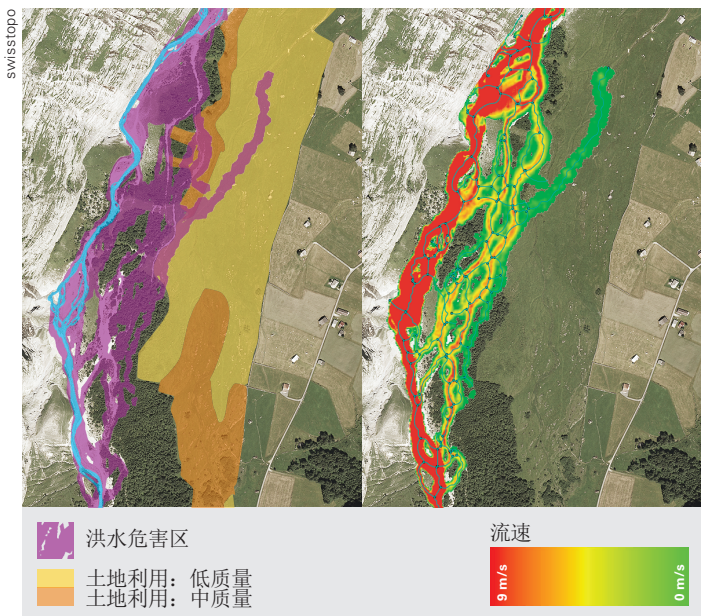 swisstopo
洪水危害区
土地利用：低质量
土地利用：中质量
流速
9 m/s
0 m/s